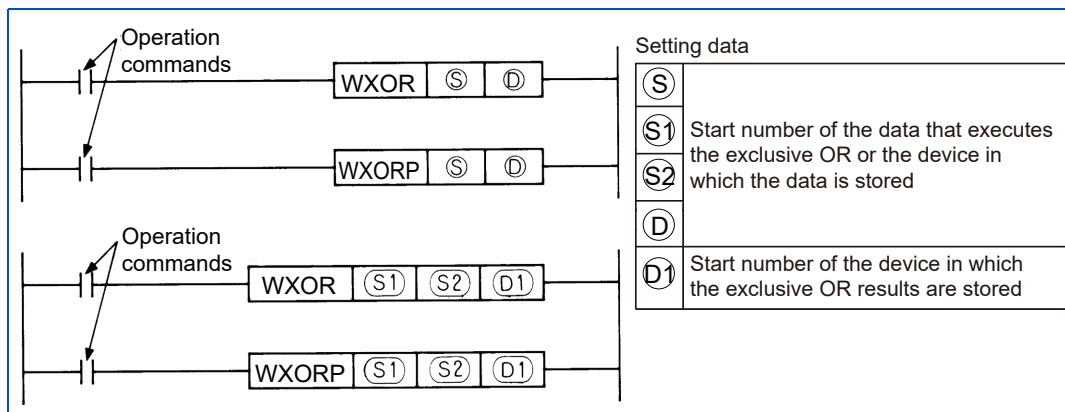 Operation
commands
WXOR Ⓢ Ⓓ
WXORP Ⓢ Ⓓ
Operation
commands
WXOR S1 S2 D1
WXORP S1 S2 D1
Setting data
Ⓢ
S1
S2
Ⓓ
Start number of the data that executes
the exclusive OR or the device in
which the data is stored
D1
Start number of the device in which
the exclusive OR results are stored